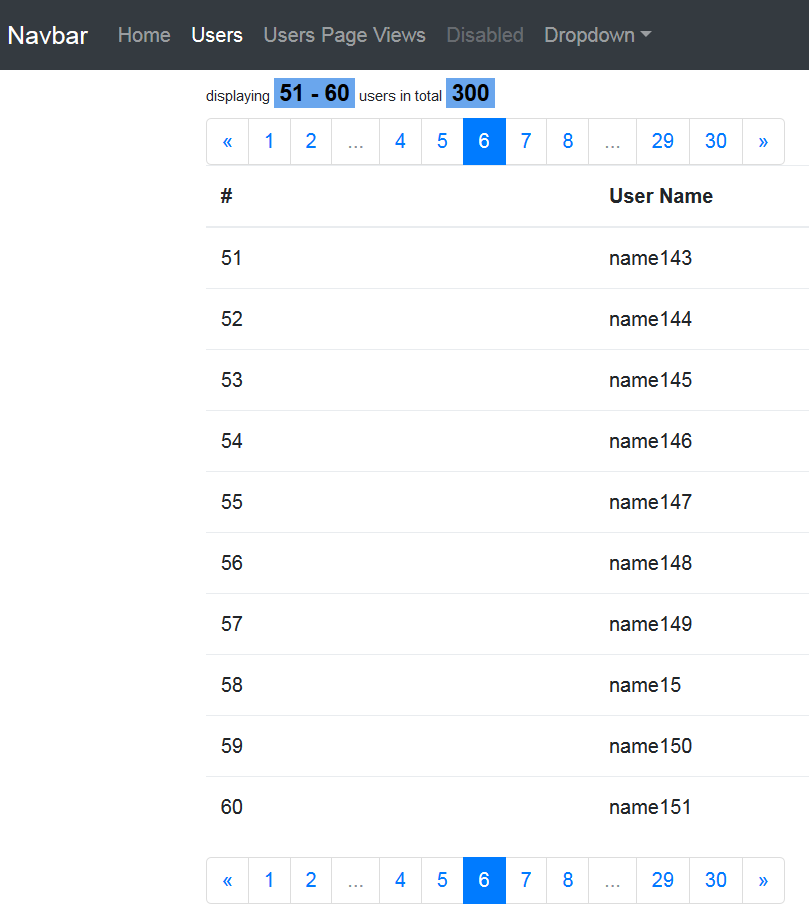 Navbar Home Users Users Page Views Disabled Dropdown
displaying 51 - 60 users in total 300
« 1 2 ... 4 5 6 7 8 ... 29 30 »
# User Name
51 name143
52 name144
53 name145
54 name146
55 name147
56 name148
57 name149
58 name15
59 name150
60 name151
« 1 2 ... 4 5 6 7 8 ... 29 30 »